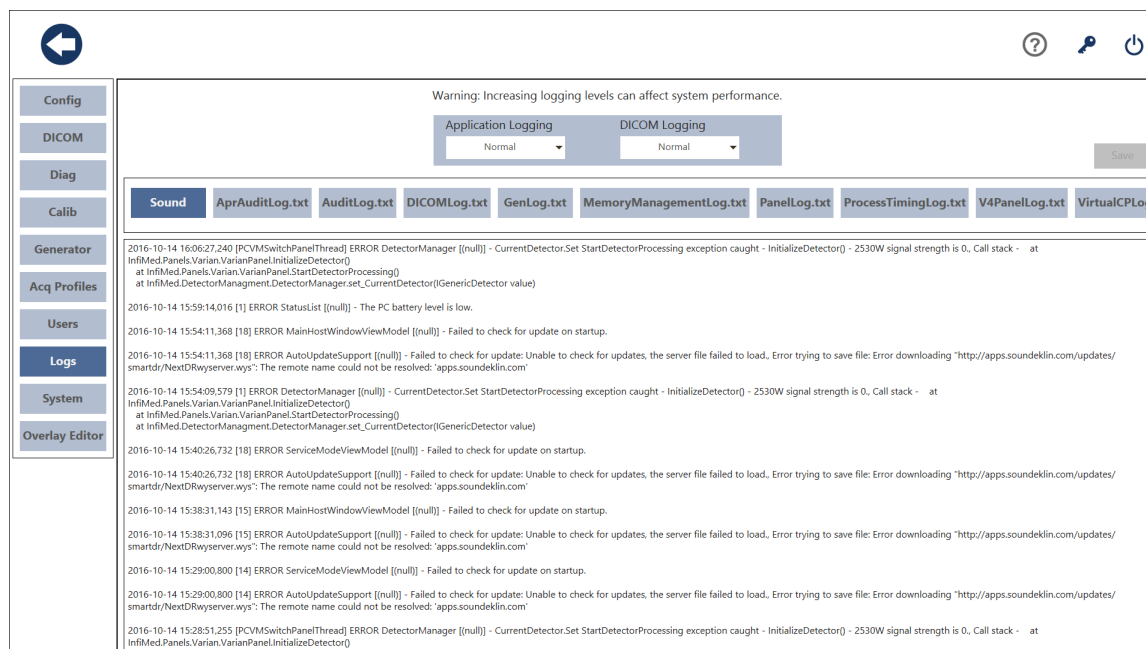 ?
Config
DICOM
Diag
Calib
Generator
Acq Profiles
Users
Logs
System
Overlay Editor
Warning: Increasing logging levels can affect system performance.
Application Logging DICOM Logging
Normal Normal
Save
Sound AprAuditLog.txt AuditLog.txt DICOMLog.txt GenLog.txt MemoryManagementLog.txt PanelLog.txt ProcessTimingLog.txt V4PanelLog.txt VirtualCPLo
2016-10-14 16:06:27,240 [PCVMSwitchPanelThread] ERROR DetectorManager [(null)] - CurrentDetector.Set StartDetectorProcessing exception caught - InitializeDetector() - 2530W signal strength is 0., Call stack - at
InfiMed.Panels.Varian.VarianPanel.InitializeDetector()
at InfiMed.Panels.Varian.VarianPanel.StartDetectorProcessing()
at InfiMed.DetectorManagment.DetectorManager.set_CurrentDetector(IGenericDetector value)
2016-10-14 15:59:14,016 [1] ERROR StatusList [(null)] - The PC battery level is low.
2016-10-14 15:54:11,368 [18] ERROR MainHostWindowViewModel [(null)] - Failed to check for update on startup.
2016-10-14 15:54:11,368 [18] ERROR AutoUpdateSupport [(null)] - Failed to check for update: Unable to check for updates, the server file failed to load., Error trying to save file: Error downloading "http://apps.soundeklin.com/updates/
smartdr/NextDRwyserver.wys": The remote name could not be resolved: 'apps.soundeklin.com'
2016-10-14 15:54:09,579 [1] ERROR DetectorManager [(null)] - CurrentDetector.Set StartDetectorProcessing exception caught - InitializeDetector() - 2530W signal strength is 0., Call stack - at
InfiMed.Panels.Varian.VarianPanel.InitializeDetector()
at InfiMed.Panels.Varian.VarianPanel.StartDetectorProcessing()
at InfiMed.DetectorManagment.DetectorManager.set_CurrentDetector(IGenericDetector value)
2016-10-14 15:40:26,732 [18] ERROR ServiceModeViewModel [(null)] - Failed to check for update on startup.
2016-10-14 15:40:26,732 [18] ERROR AutoUpdateSupport [(null)] - Failed to check for update: Unable to check for updates, the server file failed to load., Error trying to save file: Error downloading "http://apps.soundeklin.com/updates/
smartdr/NextDRwyserver.wys": The remote name could not be resolved: 'apps.soundeklin.com'
2016-10-14 15:38:31,143 [15] ERROR MainHostWindowViewModel [(null)] - Failed to check for update on startup.
2016-10-14 15:38:31,096 [15] ERROR AutoUpdateSupport [(null)] - Failed to check for update: Unable to check for updates, the server file failed to load., Error trying to save file: Error downloading "http://apps.soundeklin.com/updates/
smartdr/NextDRwyserver.wys": The remote name could not be resolved: 'apps.soundeklin.com'
2016-10-14 15:29:00,800 [14] ERROR ServiceModeViewModel [(null)] - Failed to check for update on startup.
2016-10-14 15:29:00,800 [14] ERROR AutoUpdateSupport [(null)] - Failed to check for update: Unable to check for updates, the server file failed to load., Error trying to save file: Error downloading "http://apps.soundeklin.com/updates/
smartdr/NextDRwyserver.wys": The remote name could not be resolved: 'apps.soundeklin.com'
2016-10-14 15:28:51,255 [PCVMSwitchPanelThread] ERROR DetectorManager [(null)] - CurrentDetector.Set StartDetectorProcessing exception caught - InitializeDetector() - 2530W signal strength is 0., Call stack - at
InfiMed.Panels.Varian.VarianPanel.InitializeDetector()